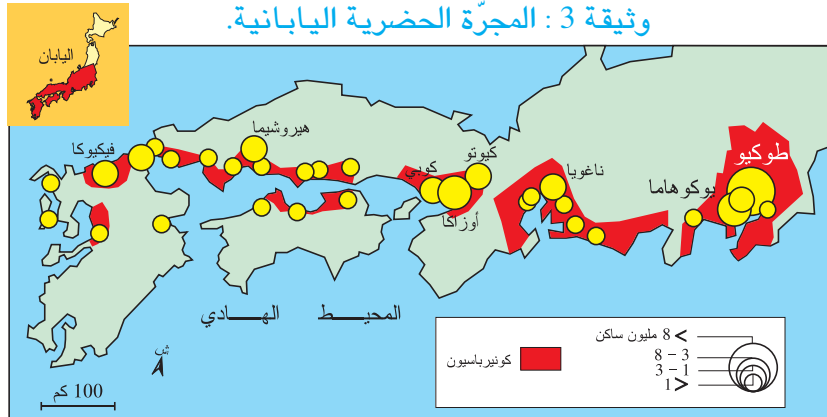 وثيقة 3 : المجرّة الحضرية اليابانية.
اليابان
هيروشيما
فيكيوكا
كيوتو
كوبي
أوزاكا
ناغويا
طوكيو
يوكوهاما
المحيط الهادي
ش
100 كم
كونيرباسيون
> 8 مليون ساكن
3 – 8
1 – 3
< 1